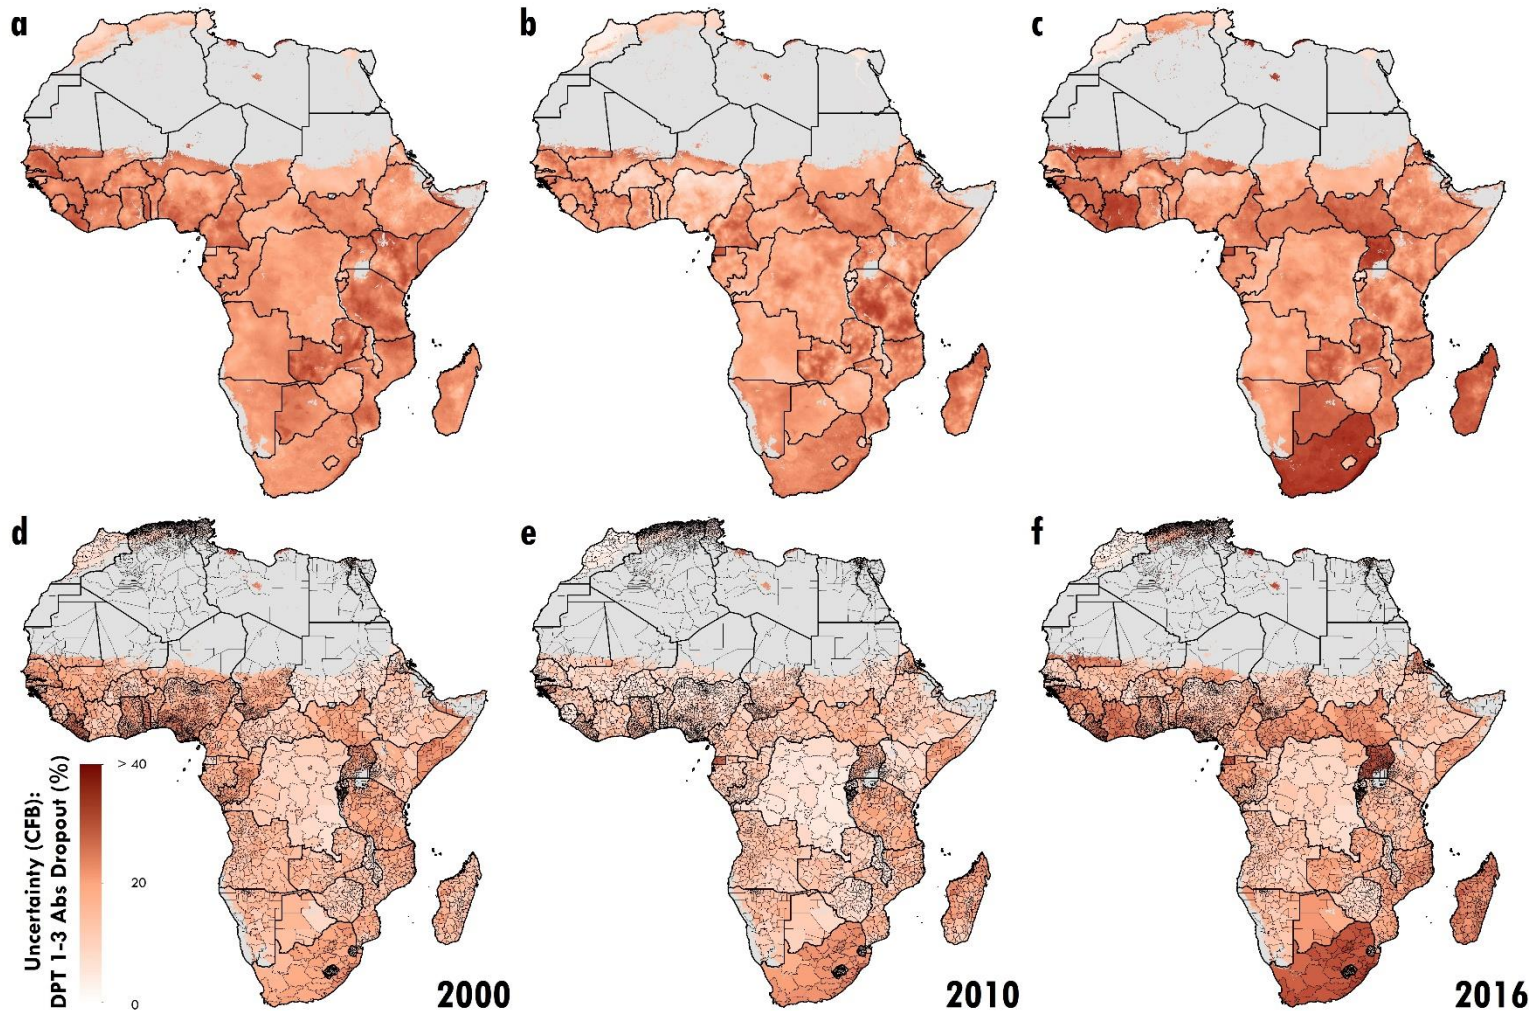 a
b
c
d
e
f
Uncertainty (CFB):
DPT 1-3 Abs Dropout (%)
> 40
20
0
2000
2010
2016